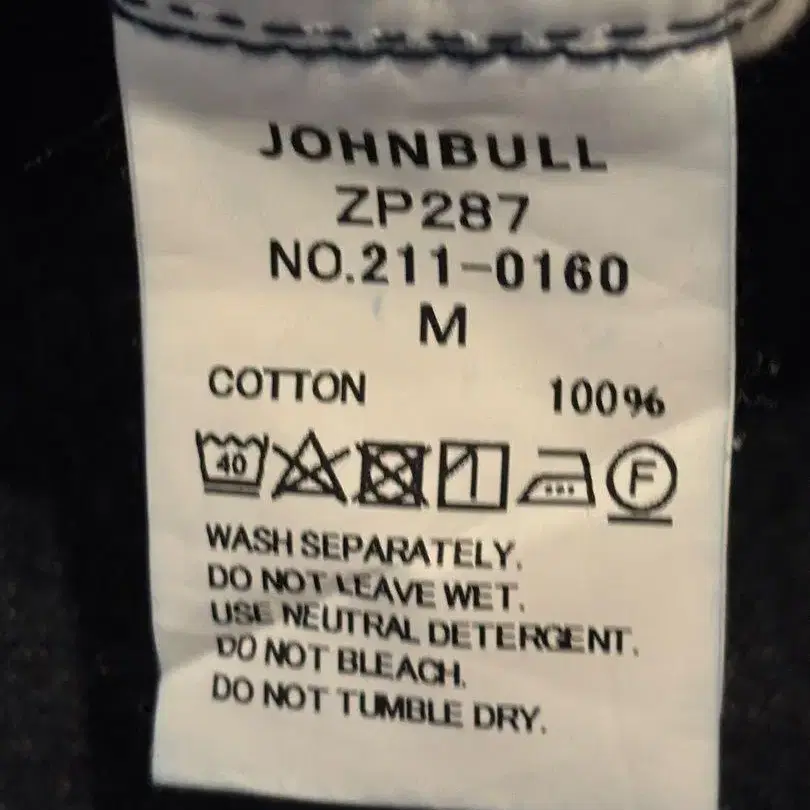 JOHNBULL
ZP287
NO.211-0160
M
COTTON 100%
40 F
WASH SEPARATELY.
DO NOT LEAVE WET.
USE NEUTRAL DETERGENT.
DO NOT BLEACH.
DO NOT TUMBLE DRY.